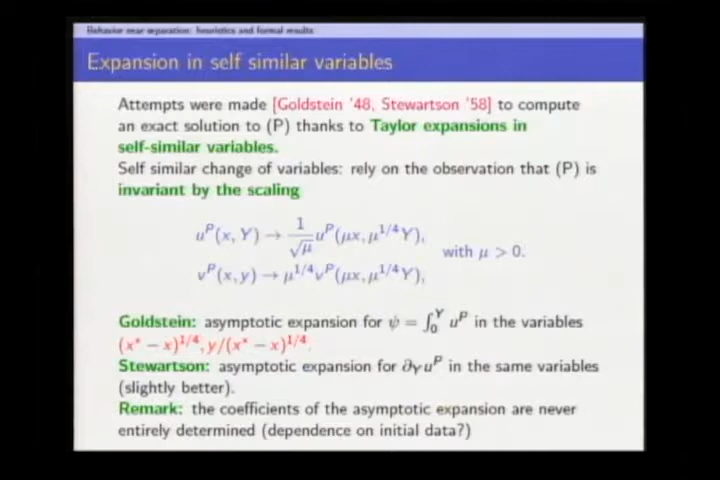 Behavior near separation: heuristics and formal results
Expansion in self similar variables
Attempts were made [Goldstein '48, Stewartson '58] to compute
an exact solution to (P) thanks to Taylor expansions in
self-similar variables.
Self similar change of variables: rely on the observation that (P) is
invariant by the scaling
u^P(x, Y) → 1/√μ u^P(μx, μ^{1/4}Y),
with μ > 0.
v^P(x, y) → μ^{1/4}v^P(μx, μ^{1/4}Y),
Goldstein: asymptotic expansion for ψ = ∫_0^Y u^P in the variables
(x* − x)^{1/4}, y/(x* − x)^{1/4}.
Stewartson: asymptotic expansion for ∂_Y u^P in the same variables
(slightly better).
Remark: the coefficients of the asymptotic expansion are never
entirely determined (dependence on initial data?)